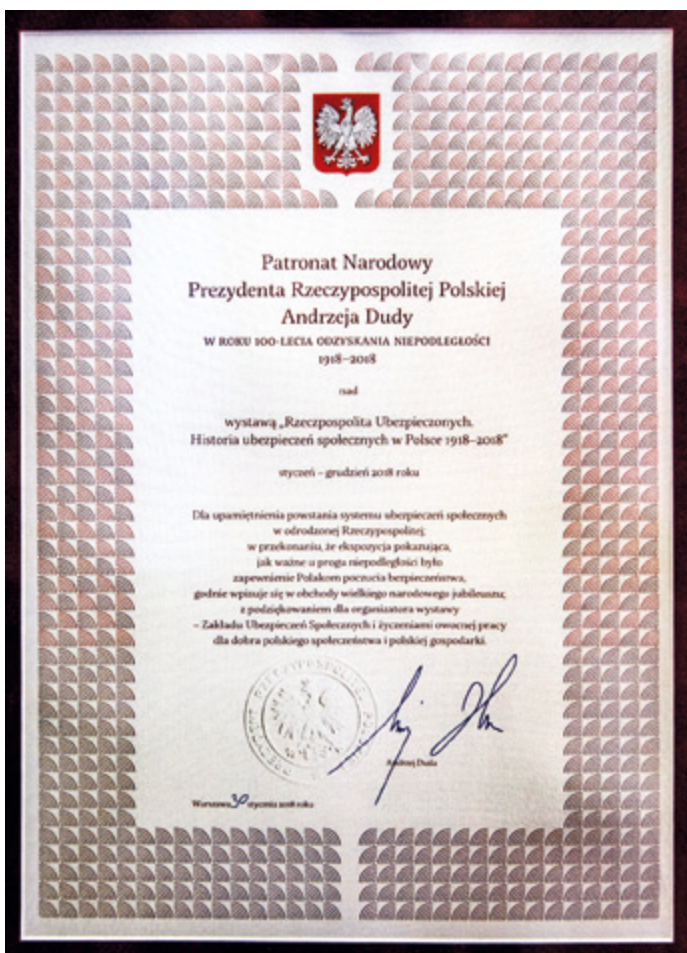 Patronat Narodowy
Prezydenta Rzeczypospolitej Polskiej
Andrzeja Dudy
W ROKU 100-LECIA ODZYSKANIA NIEPODLEGŁOŚCI
1918–2018
nad
wystawą „Rzeczpospolita Ubezpieczonych.
Historia ubezpieczeń społecznych w Polsce 1918–2018”
styczeń – grudzień 2018 roku
Dla upamiętnienia powstania systemu ubezpieczeń społecznych
w odrodzonej Rzeczypospolitej;
w przekonaniu, że ekspozycja pokazująca,
jak ważne u progu niepodległości było
zapewnienie Polakom poczucia bezpieczeństwa,
godnie wpisuje się w obchody wielkiego narodowego jubileuszu;
z podziękowaniem dla organizatora wystawy
– Zakładu Ubezpieczeń Społecznych i życzeniami owocnej pracy
dla dobra polskiego społeczeństwa i polskiej gospodarki.
PREZYDENT RZECZYPOSPOLITEJ
Andrzej Duda
Warszawa, 30 stycznia 2018 roku